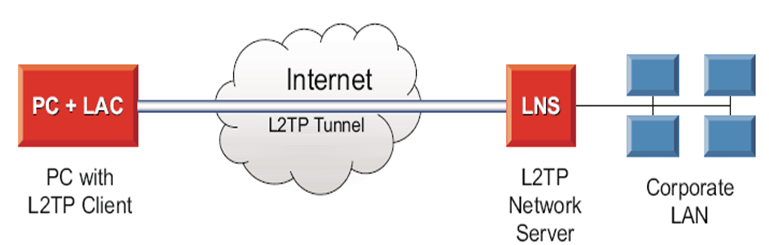 Internet
PC + LAC
LNS
L2TP Tunnel
PC with
L2TP Client
L2TP
Network
Server
Corporate
LAN